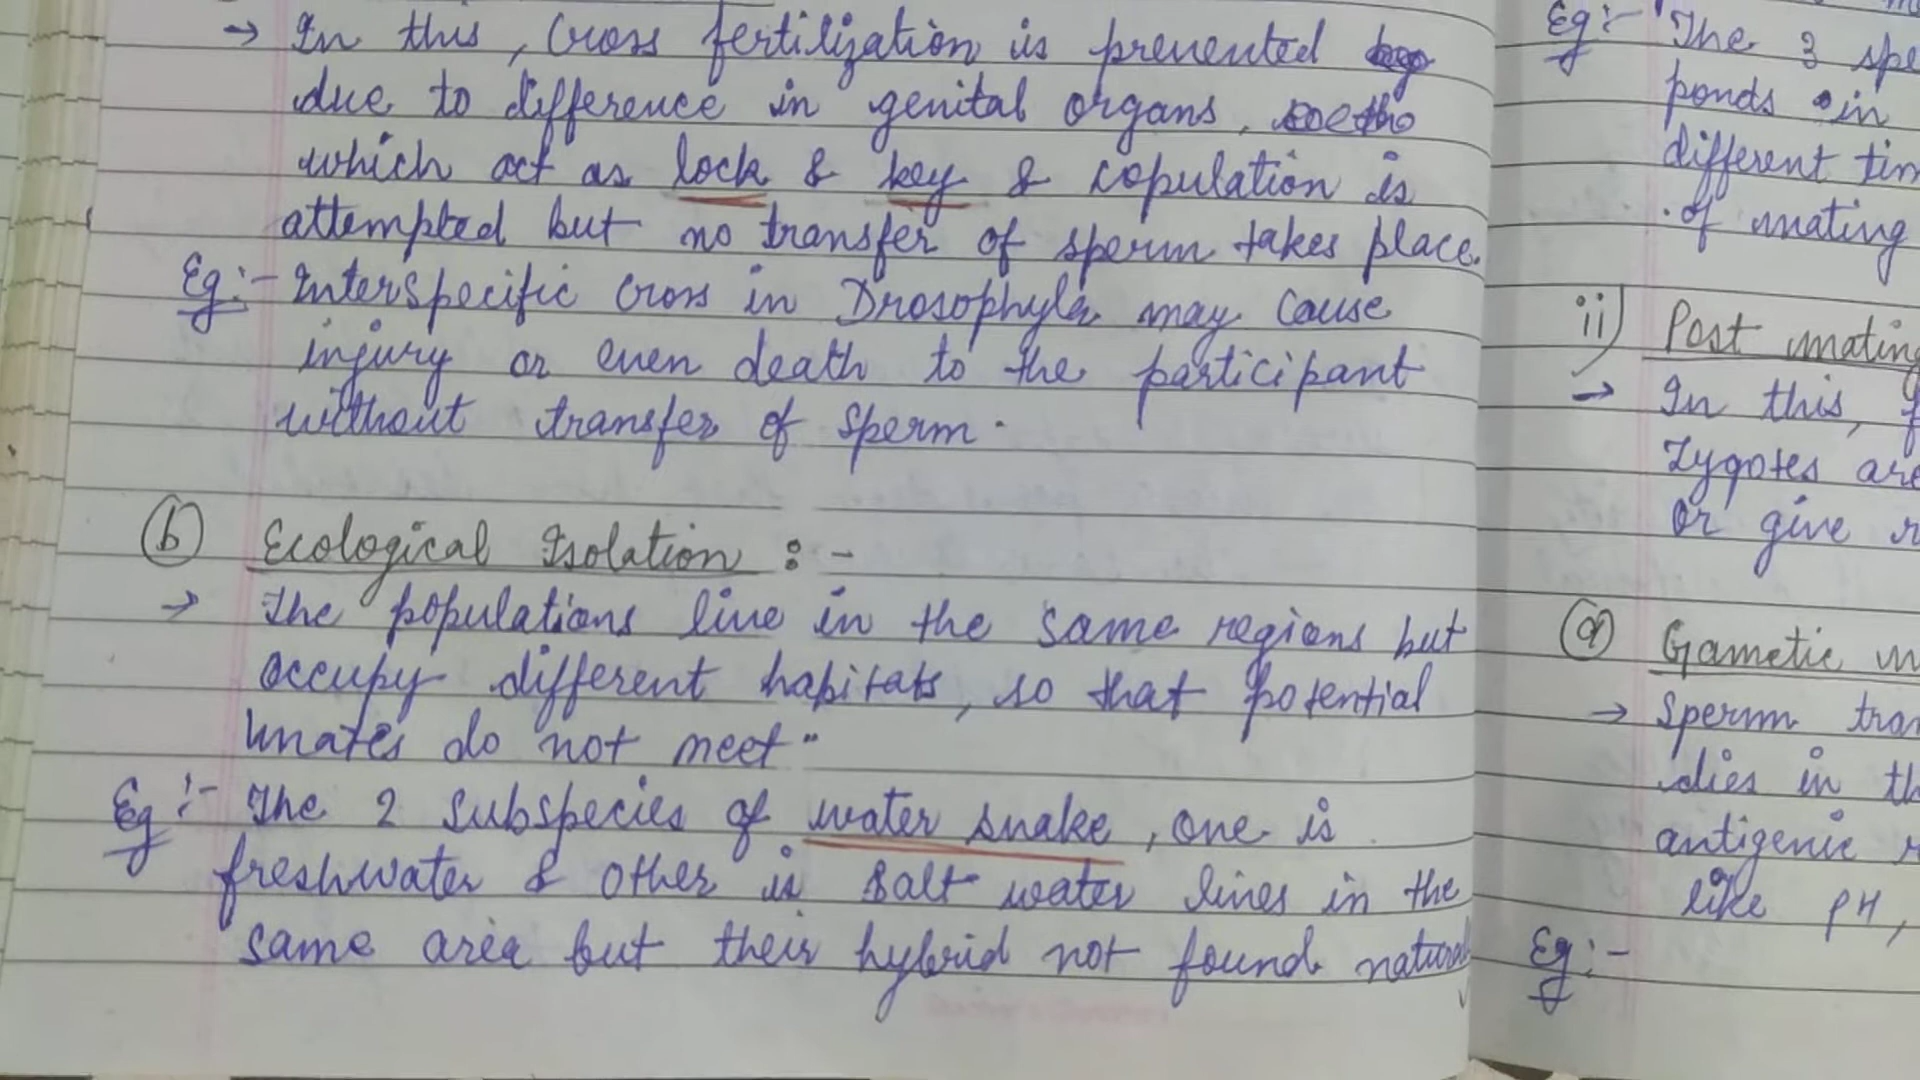 → In this, Cross fertilization is prevented
due to difference in genital organs,
which act as lock & key & copulation is
attempted but no transfer of sperm takes place.
Eg:- Interspecific cross in Drosophyla may cause
injury or even death to the participant
without transfer of sperm.
(b) Ecological Isolation :-
→ The populations live in the same regions but
occupy different habitats, so that potential
mates do not meet"
Eg:- The 2 subspecies of water snake, one is
freshwater & other is salt water lives in the
same area but their hybrid not found natural
Eg:- The 3 spe
ponds in
different tim
of mating
ii) Post mating
→ In this, f
Zygotes are
or give r
(a) Gametic m
→ Sperm tran
dies in th
antigenic r
like PH,
Eg:-